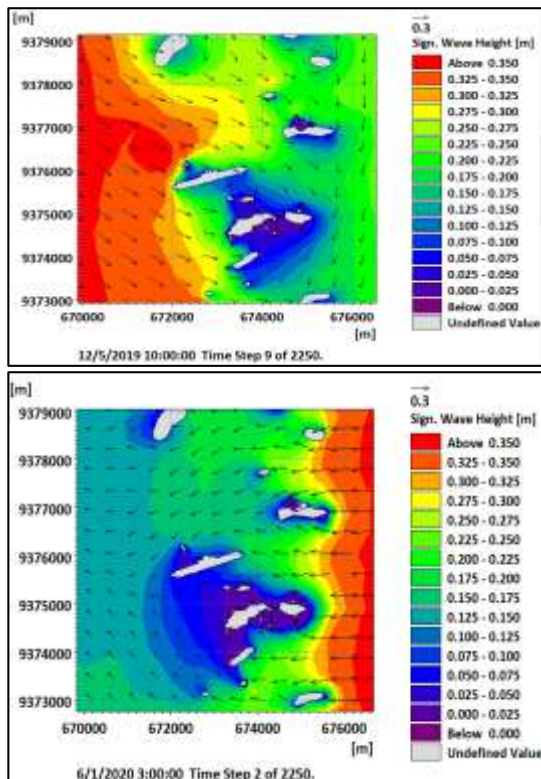 [m]
9379000
9378000
9377000
9376000
9375000
9374000
9373000
670000 672000 674000 676000
[m]
12/5/2019 10:00:00 Time Step 9 of 2250.
0.3
Sign. Wave Height [m]
Above 0.350
0.325 - 0.350
0.300 - 0.325
0.275 - 0.300
0.250 - 0.275
0.225 - 0.250
0.200 - 0.225
0.175 - 0.200
0.150 - 0.175
0.125 - 0.150
0.100 - 0.125
0.075 - 0.100
0.050 - 0.075
0.025 - 0.050
0.000 - 0.025
Below 0.000
Undefined Value
[m]
9379000
9378000
9377000
9376000
9375000
9374000
9373000
670000 672000 674000 676000
[m]
6/1/2020 3:00:00 Time Step 2 of 2250.
0.3
Sign. Wave Height [m]
Above 0.350
0.325 - 0.350
0.300 - 0.325
0.275 - 0.300
0.250 - 0.275
0.225 - 0.250
0.200 - 0.225
0.175 - 0.200
0.150 - 0.175
0.125 - 0.150
0.100 - 0.125
0.075 - 0.100
0.050 - 0.075
0.025 - 0.050
0.000 - 0.025
Below 0.000
Undefined Value